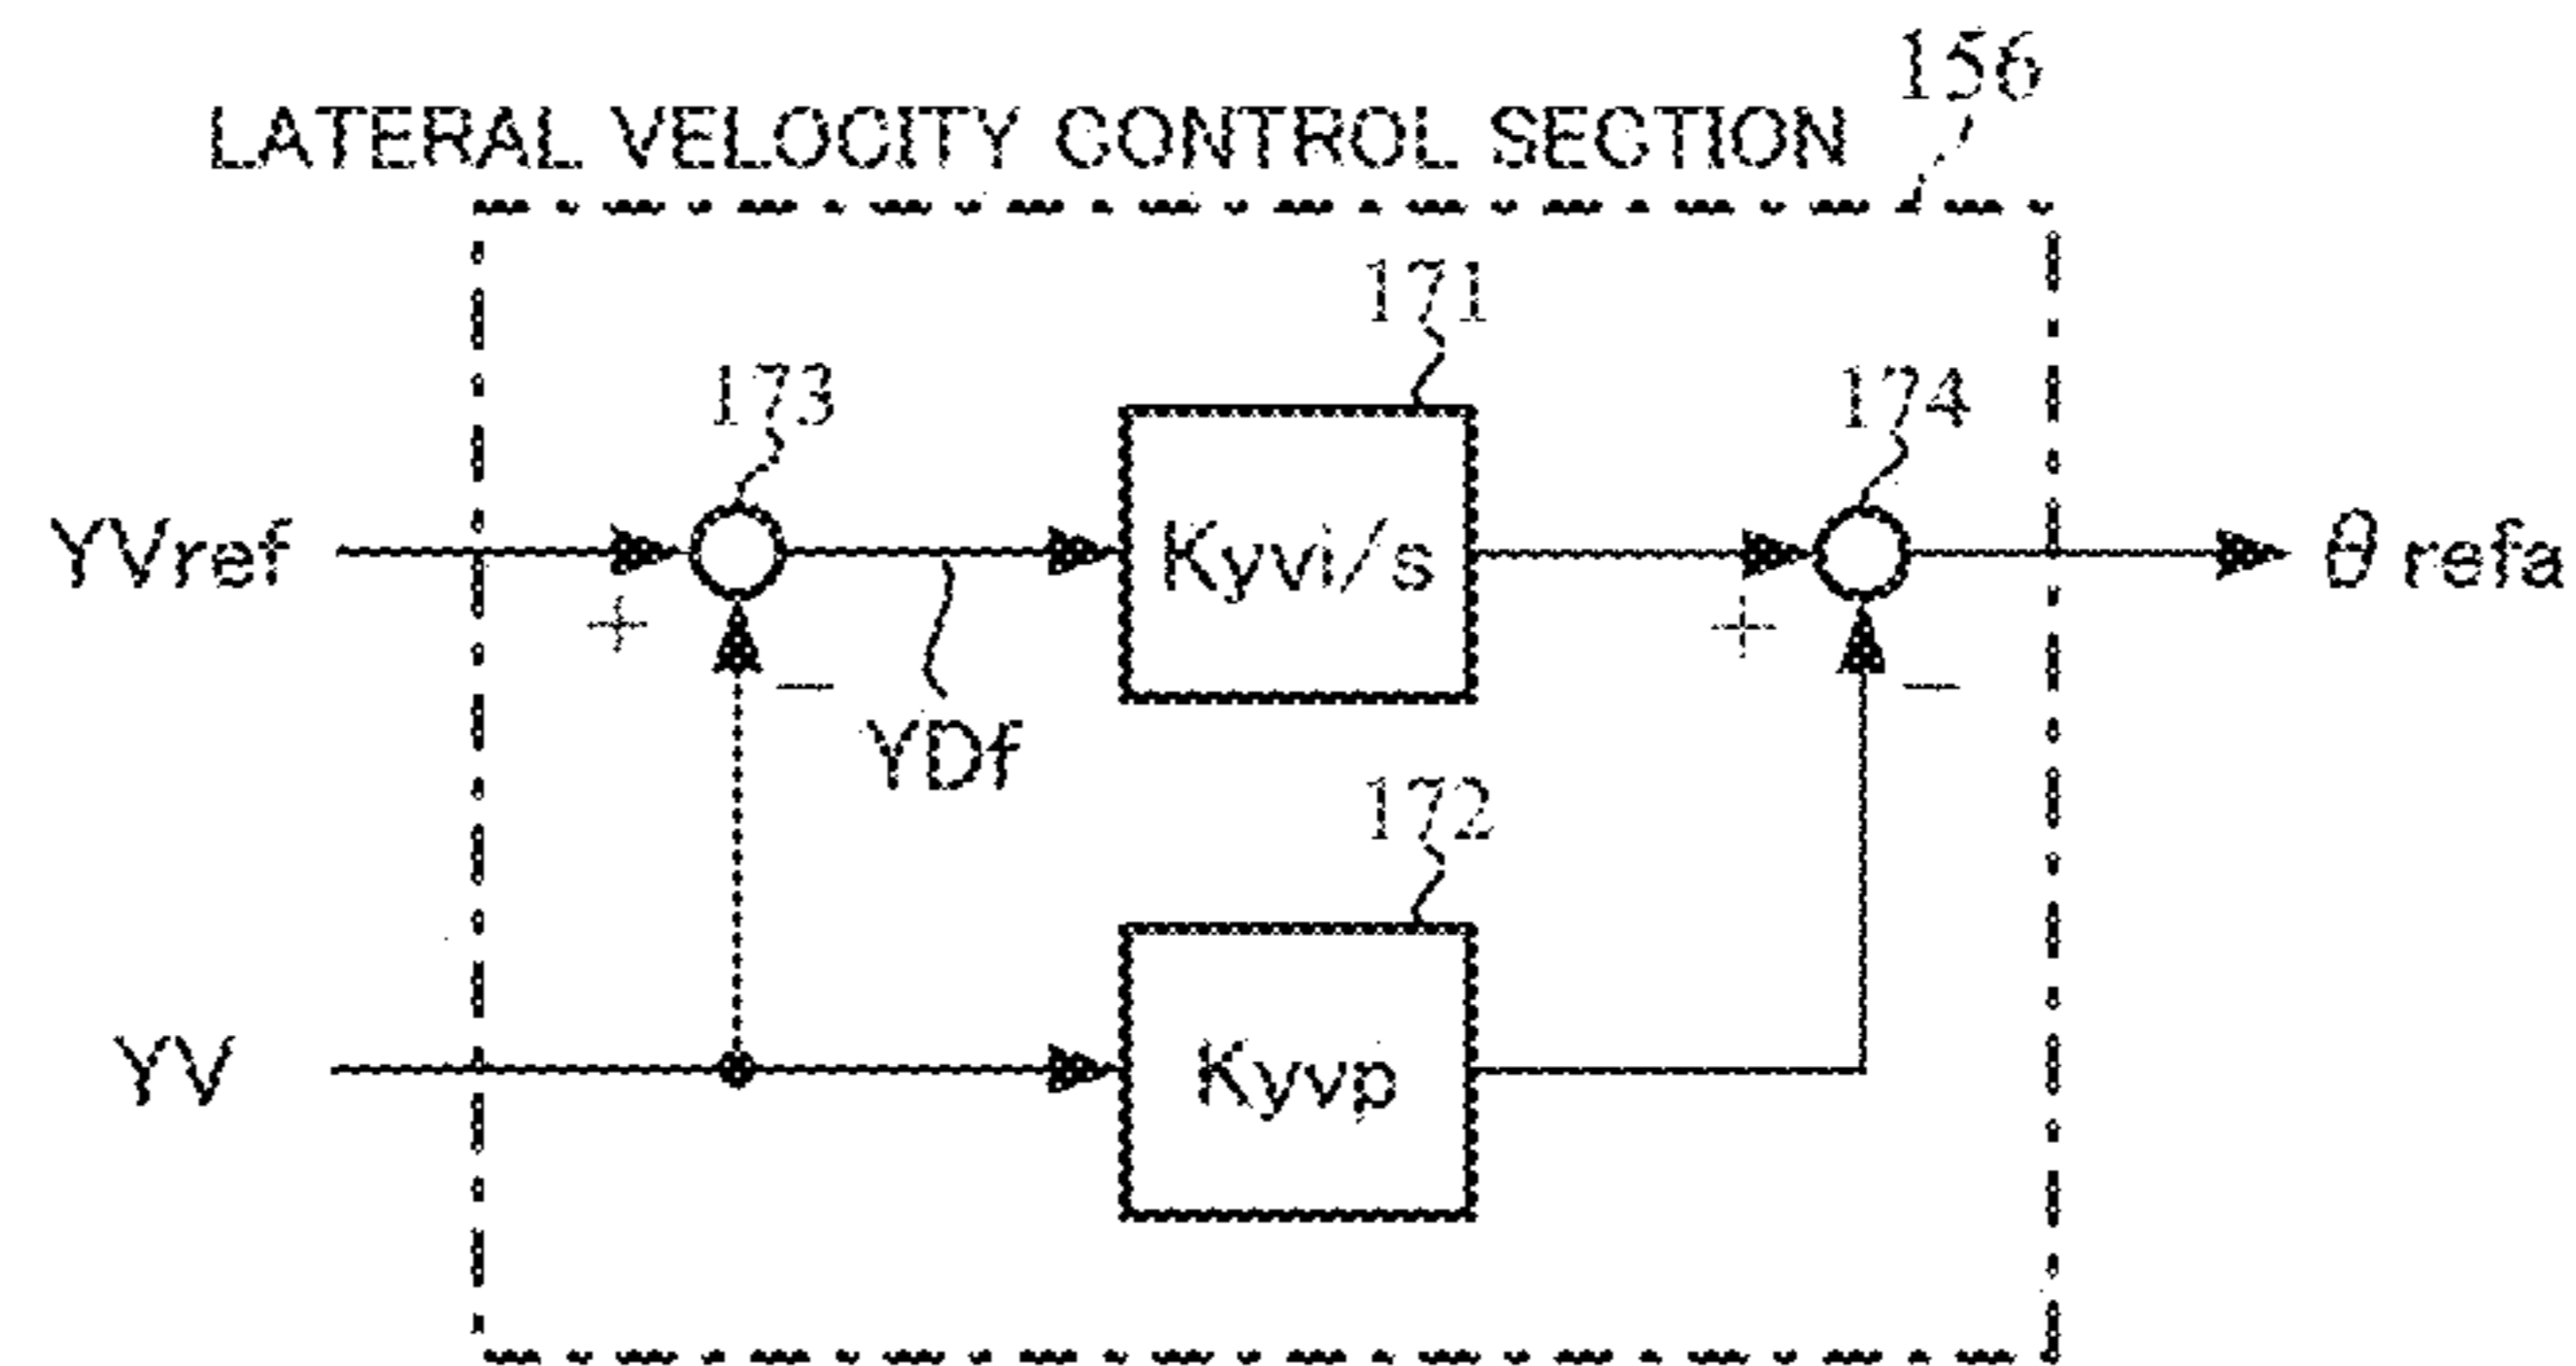 156
LATERAL VELOCITY CONTROL SECTION
171
173
174
YVref
+
−
YDf
Kyvi/s
+
−
θ refa
172
YV
Kyvp